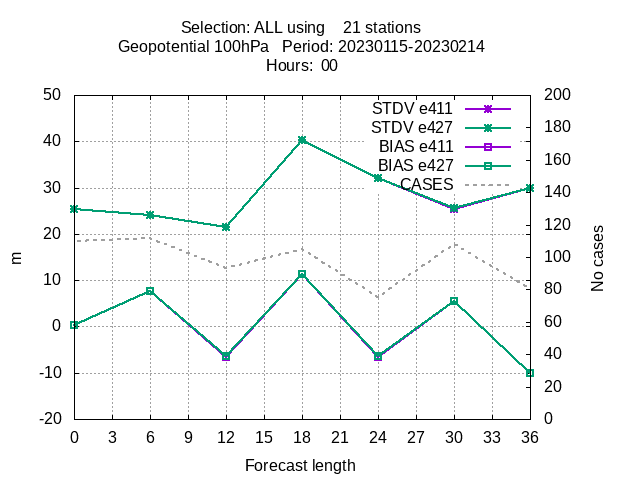 Selection: ALL using 21 stations
Geopotential 100hPa Period: 20230115-20230214
Hours: 00
STDV e411
STDV e427
BIAS e411
BIAS e427
CASES
50
40
30
20
10
0
-10
-20
m
200
180
160
140
120
100
80
60
40
20
0
No cases
0 3 6 9 12 15 18 21 24 27 30 33 36
Forecast length